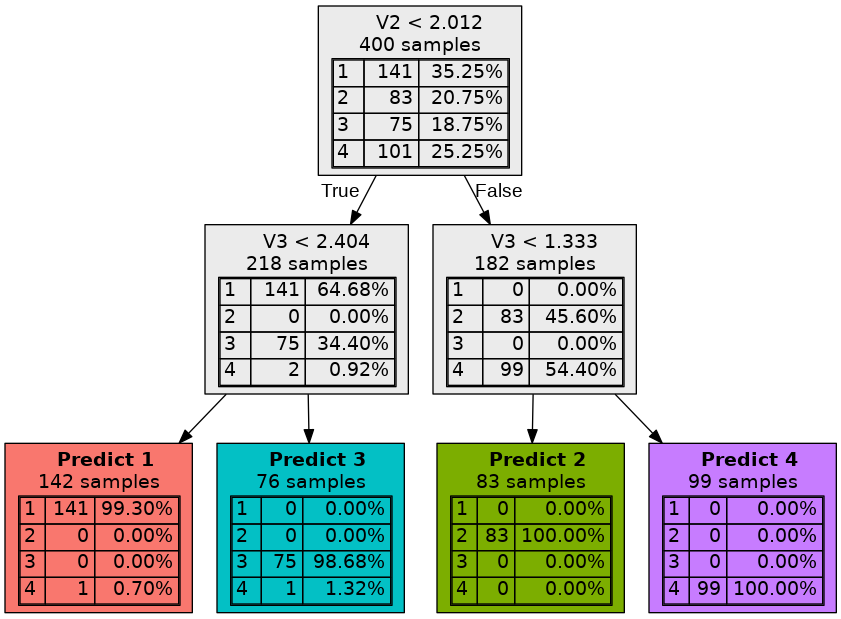 V2 < 2.012
400 samples
1 141 35.25%
2 83 20.75%
3 75 18.75%
4 101 25.25%
True
False
V3 < 2.404
218 samples
1 141 64.68%
2 0 0.00%
3 75 34.40%
4 2 0.92%
V3 < 1.333
182 samples
1 0 0.00%
2 83 45.60%
3 0 0.00%
4 99 54.40%
Predict 1
142 samples
1 141 99.30%
2 0 0.00%
3 0 0.00%
4 1 0.70%
Predict 3
76 samples
1 0 0.00%
2 0 0.00%
3 75 98.68%
4 1 1.32%
Predict 2
83 samples
1 0 0.00%
2 83 100.00%
3 0 0.00%
4 0 0.00%
Predict 4
99 samples
1 0 0.00%
2 0 0.00%
3 0 0.00%
4 99 100.00%